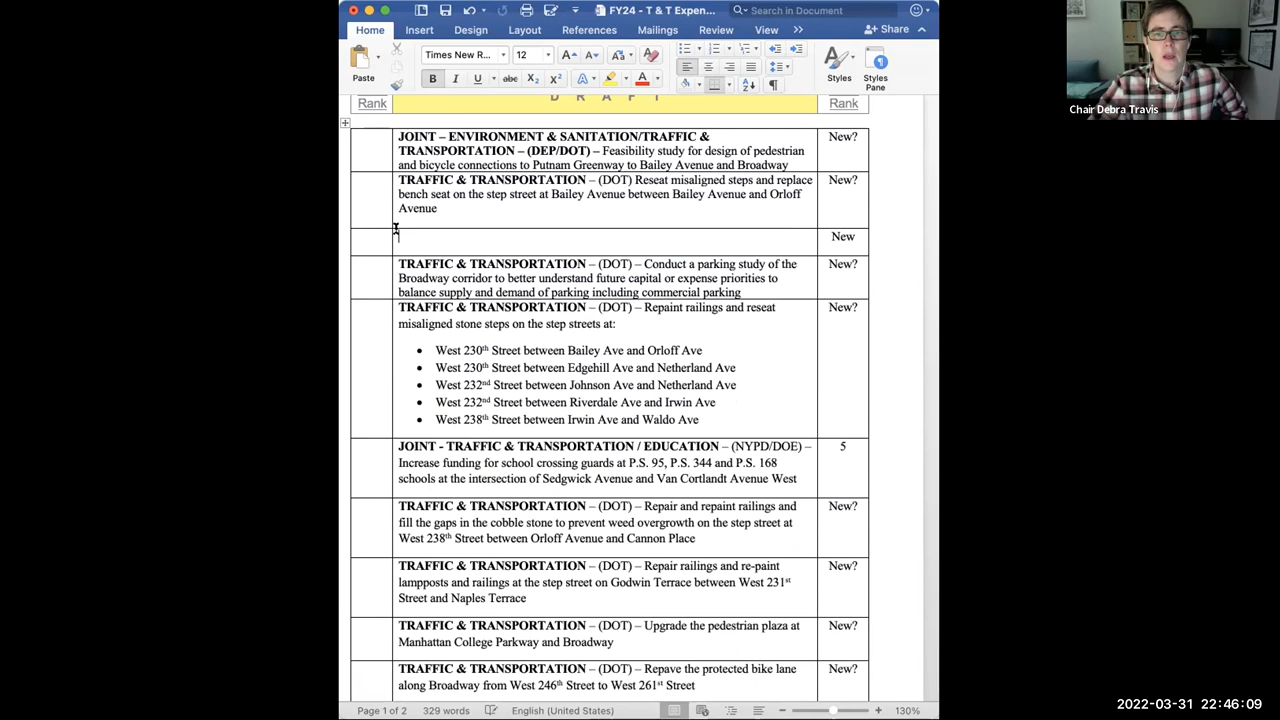 FY24 - T & T Expen...
Search in Document
Home Insert Design Layout References Mailings Review View Share
Paste
Times New R... 12
Styles
Styles Pane
Rank
D R A F T
Rank
JOINT – ENVIRONMENT & SANITATION/TRAFFIC &
TRANSPORTATION – (DEP/DOT) – Feasibility study for design of pedestrian
and bicycle connections to Putnam Greenway to Bailey Avenue and Broadway
New?
TRAFFIC & TRANSPORTATION – (DOT) Reseat misaligned steps and replace
bench seat on the step street at Bailey Avenue between Bailey Avenue and Orloff
Avenue
New?
New
TRAFFIC & TRANSPORTATION – (DOT) – Conduct a parking study of the
Broadway corridor to better understand future capital or expense priorities to
balance supply and demand of parking including commercial parking
New?
TRAFFIC & TRANSPORTATION – (DOT) – Repaint railings and reseat
misaligned stone steps on the step streets at:
New?
• West 230th Street between Bailey Ave and Orloff Ave
• West 230th Street between Edgehill Ave and Netherland Ave
• West 232nd Street between Johnson Ave and Netherland Ave
• West 232nd Street between Riverdale Ave and Irwin Ave
• West 238th Street between Irwin Ave and Waldo Ave
JOINT - TRAFFIC & TRANSPORTATION / EDUCATION – (NYPD/DOE) –
Increase funding for school crossing guards at P.S. 95, P.S. 344 and P.S. 168
schools at the intersection of Sedgwick Avenue and Van Cortlandt Avenue West
5
TRAFFIC & TRANSPORTATION – (DOT) – Repair and repaint railings and
fill the gaps in the cobble stone to prevent weed overgrowth on the step street at
West 238th Street between Orloff Avenue and Cannon Place
New?
TRAFFIC & TRANSPORTATION – (DOT) – Repair railings and re-paint
lampposts and railings at the step street on Godwin Terrace between West 231st
Street and Naples Terrace
New?
TRAFFIC & TRANSPORTATION – (DOT) – Upgrade the pedestrian plaza at
Manhattan College Parkway and Broadway
New?
TRAFFIC & TRANSPORTATION – (DOT) – Repave the protected bike lane
along Broadway from West 246th Street to West 261st Street
New?
Page 1 of 2 329 words English (United States) 130%
Chair Debra Travis
2022-03-31 22:46:09